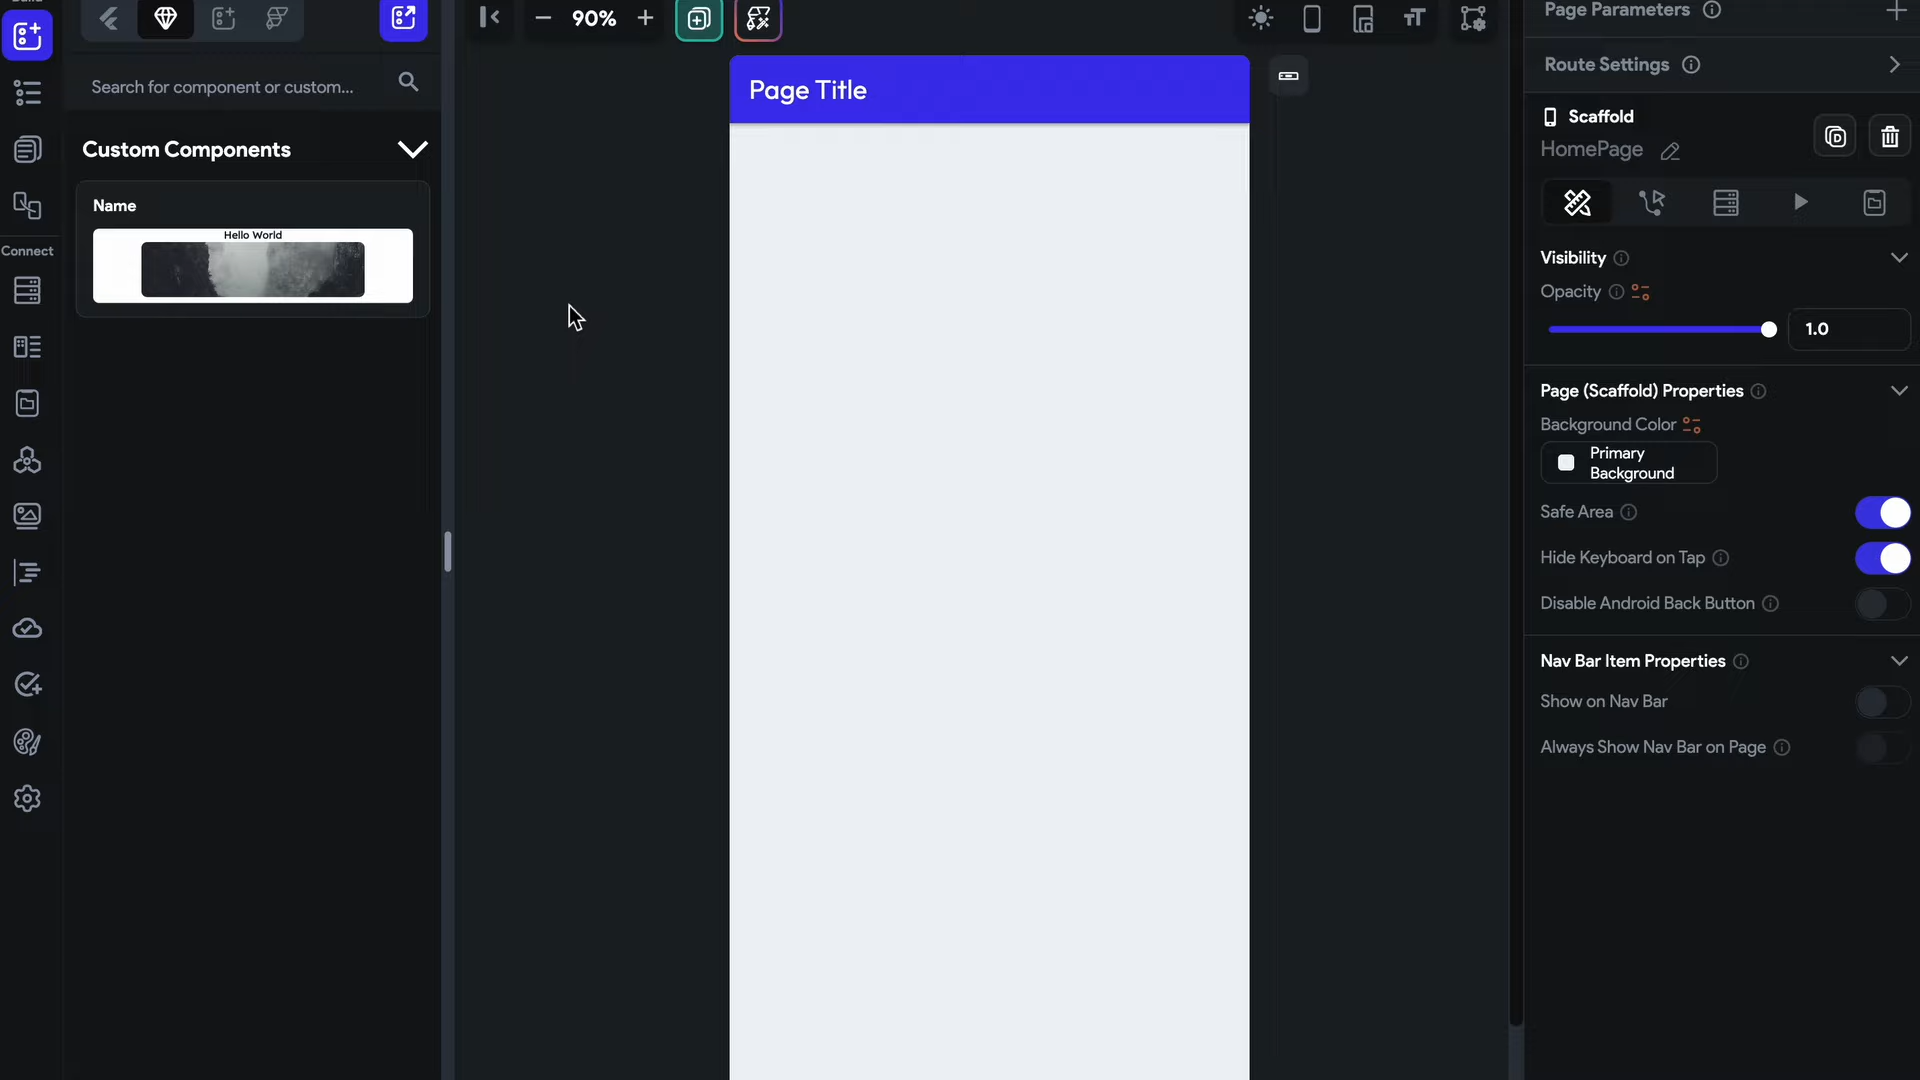 90%
Page Parameters
Search for component or custom...
Page Title
Route Settings
Scaffold
HomePage
Custom Components
Name
Hello World
Connect
Visibility
Opacity
1.0
Page (Scaffold) Properties
Background Color
Primary
Background
Safe Area
Hide Keyboard on Tap
Disable Android Back Button
Nav Bar Item Properties
Show on Nav Bar
Always Show Nav Bar on Page